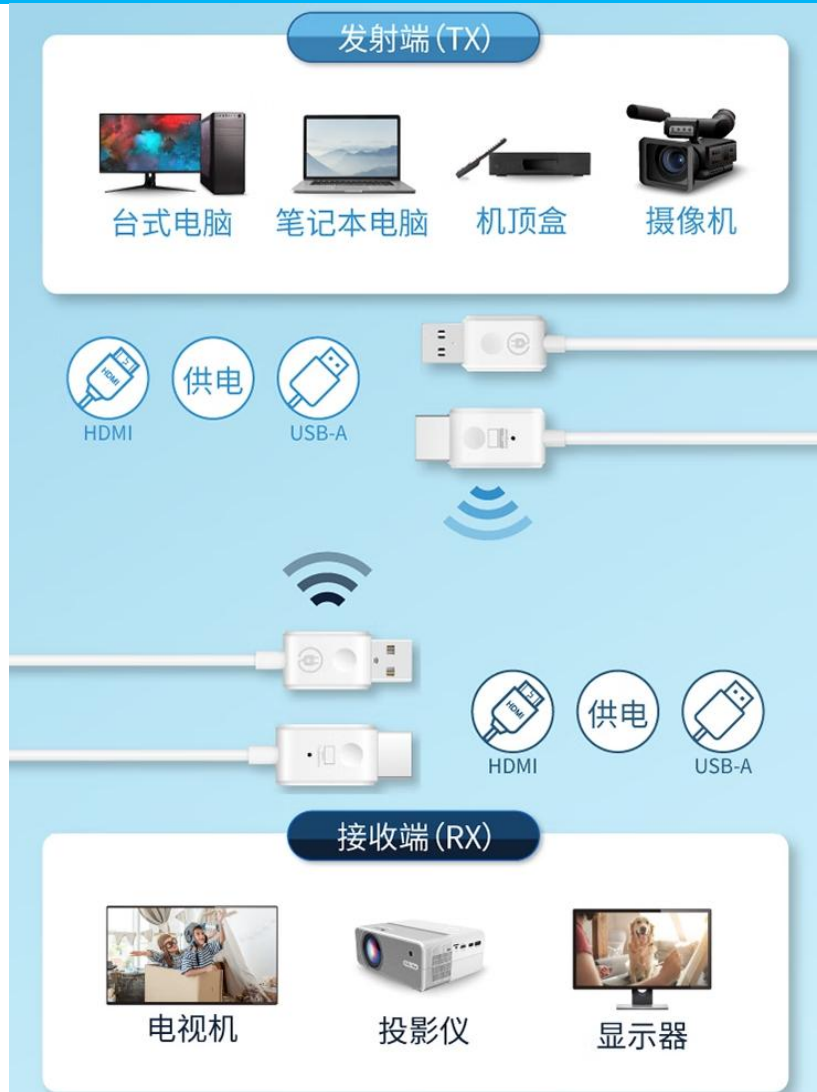 发射端(TX)
台式电脑 笔记本电脑 机顶盒 摄像机
HDMI 供电
HDMI USB-A
接收端(RX)
HDMI 供电
HDMI USB-A
电视机 投影仪 显示器